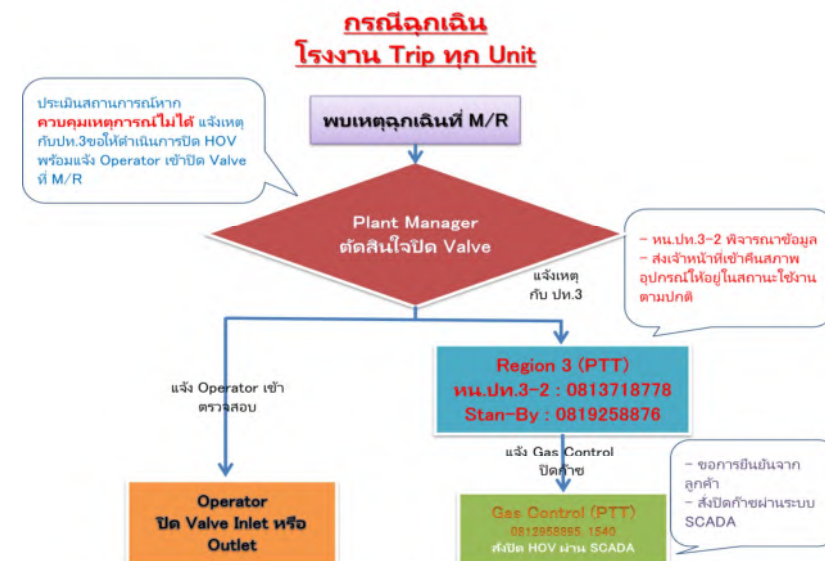 กรณีฉุกเฉิน
โรงงาน Trip ทุก Unit
ประเมินสถานการณ์หาก
ควบคุมเหตุการณ์ไม่ได้ แจ้งเหตุ
กับปท.3ขอให้ดำเนินการปิด HOV
พร้อมแจ้ง Operator เข้าปิด Valve
ที่ M/R
พบเหตุฉุกเฉินที่ M/R
Plant Manager
ตัดสินใจปิด Valve
- หน.ปท.3-2 พิจารณาข้อมูล
- ส่งเจ้าหน้าที่เข้าคืนสภาพ
อุปกรณ์ให้อยู่ในสถานะใช้งาน
ตามปกติ
แจ้งเหตุ
กับ ปท.3
Region 3 (PTT)
หน.ปท.3-2 : 0813718778
Stan-By : 0819258876
แจ้ง Operator เข้า
ตรวจสอบ
แจ้ง Gas Control
ปิดก๊าซ
- ขอการยืนยันจาก
ลูกค้า
- สั่งปิดก๊าซผ่านระบบ
SCADA
Operator
ปิด Valve Inlet หรือ
Outlet
Gas Control (PTT)
0812958895, 1540
สั่งปิด HOV ผ่าน SCADA